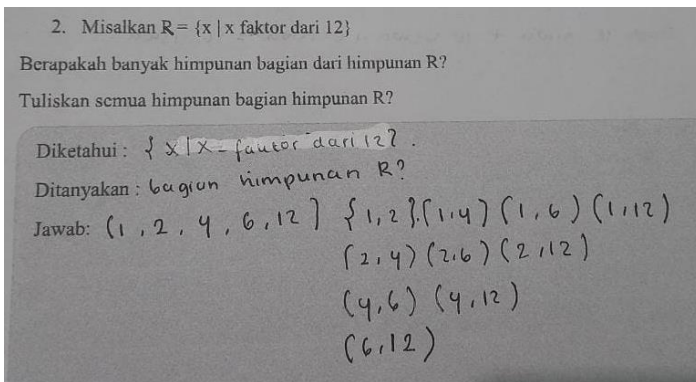 2. Misalkan R = {x | x faktor dari 12}
Berapakah banyak himpunan bagian dari himpunan R?
Tuliskan semua himpunan bagian himpunan R?
Diketahui : { x | x = fautor dari 12}.
Ditanyakan : bagian himpunan R?
Jawab: (1, 2, 4, 6, 12} {1, 2}.(1,4) (1, 6) (1,12)
(2,4) (2,6) (2,12)
(4,6) (4,12)
(6,12)